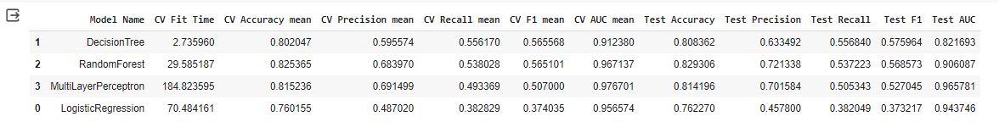 Model Name CV Fit Time CV Accuracy mean CV Precision mean CV Recall mean CV F1 mean CV AUC mean Test Accuracy Test Precision Test Recall Test F1 Test AUC
1 DecisionTree 2.735960 0.802047 0.595574 0.556170 0.565568 0.912380 0.808362 0.633492 0.556840 0.575964 0.821693
2 RandomForest 29.585187 0.825365 0.683970 0.538028 0.565101 0.967137 0.829306 0.721338 0.537223 0.568573 0.906087
3 MultiLayerPerceptron 184.823595 0.815236 0.691499 0.493369 0.507000 0.976701 0.814196 0.701584 0.505343 0.527045 0.965781
0 LogisticRegression 70.484161 0.760155 0.487020 0.382829 0.374035 0.956574 0.762270 0.457800 0.382049 0.373217 0.943746